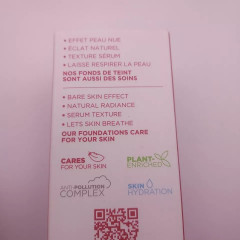 • EFFET PEAU NUE
• ÉCLAT NATUREL
• TEXTURE SÉRUM
• LAISSE RESPIRER LA PEAU
NOS FONDS DE TEINT
SONT AUSSI DES SOINS
• BARE SKIN EFFECT
• NATURAL RADIANCE
• SERUM TEXTURE
• LETS SKIN BREATHE
OUR FOUNDATIONS CARE
FOR YOUR SKIN
CARES
FOR YOUR SKIN
PLANT-
ENRICHED
ANTI-POLLUTION
COMPLEX
SKIN
HYDRATION